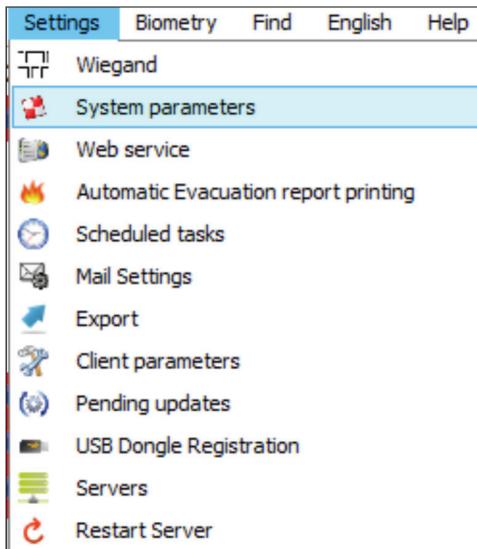 Settings Biometry Find English Help
Wiegand
System parameters
Web service
Automatic Evacuation report printing
Scheduled tasks
Mail Settings
Export
Client parameters
Pending updates
USB Dongle Registration
Servers
Restart Server